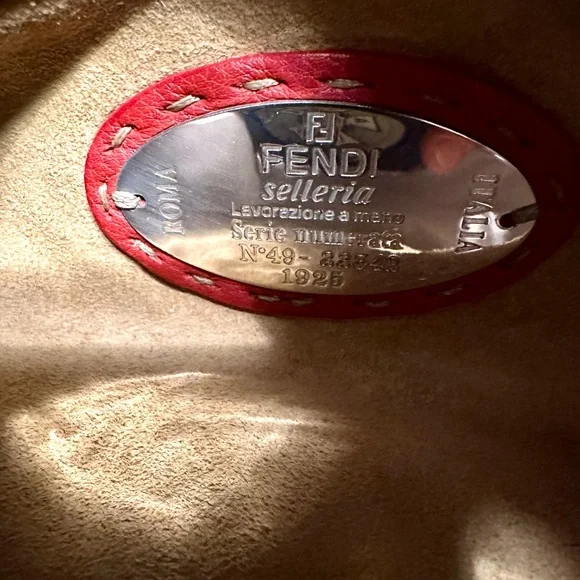 FENDI
selleria
Lavorazione a mano
Serie numerata
N°49-
1925
ROMA
ITALIA